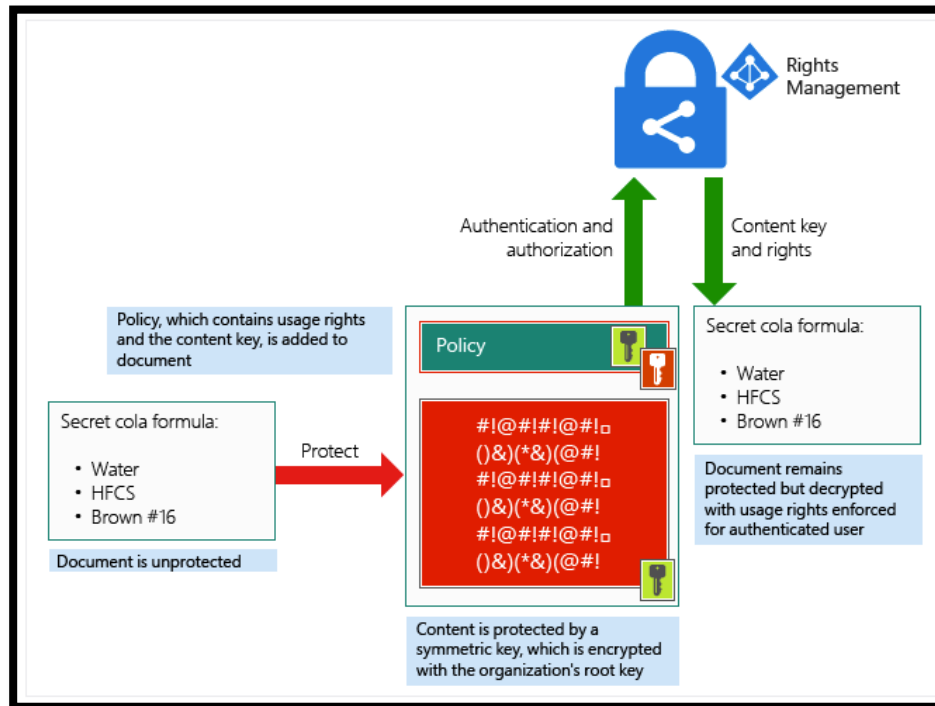 Rights
Management
Authentication and
authorization
Content key
and rights
Policy, which contains usage rights
and the content key, is added to
document
Policy
Secret cola formula:
• Water
• HFCS
• Brown #16
Protect
Document is unprotected
#!@#!#!@#!□
()&)(*&)(@#!
#!@#!#!@#!□
()&)(*&)(@#!
#!@#!#!@#!□
()&)(*&)(@#!
Content is protected by a
symmetric key, which is encrypted
with the organization's root key
Secret cola formula:
• Water
• HFCS
• Brown #16
Document remains
protected but decrypted
with usage rights enforced
for authenticated user